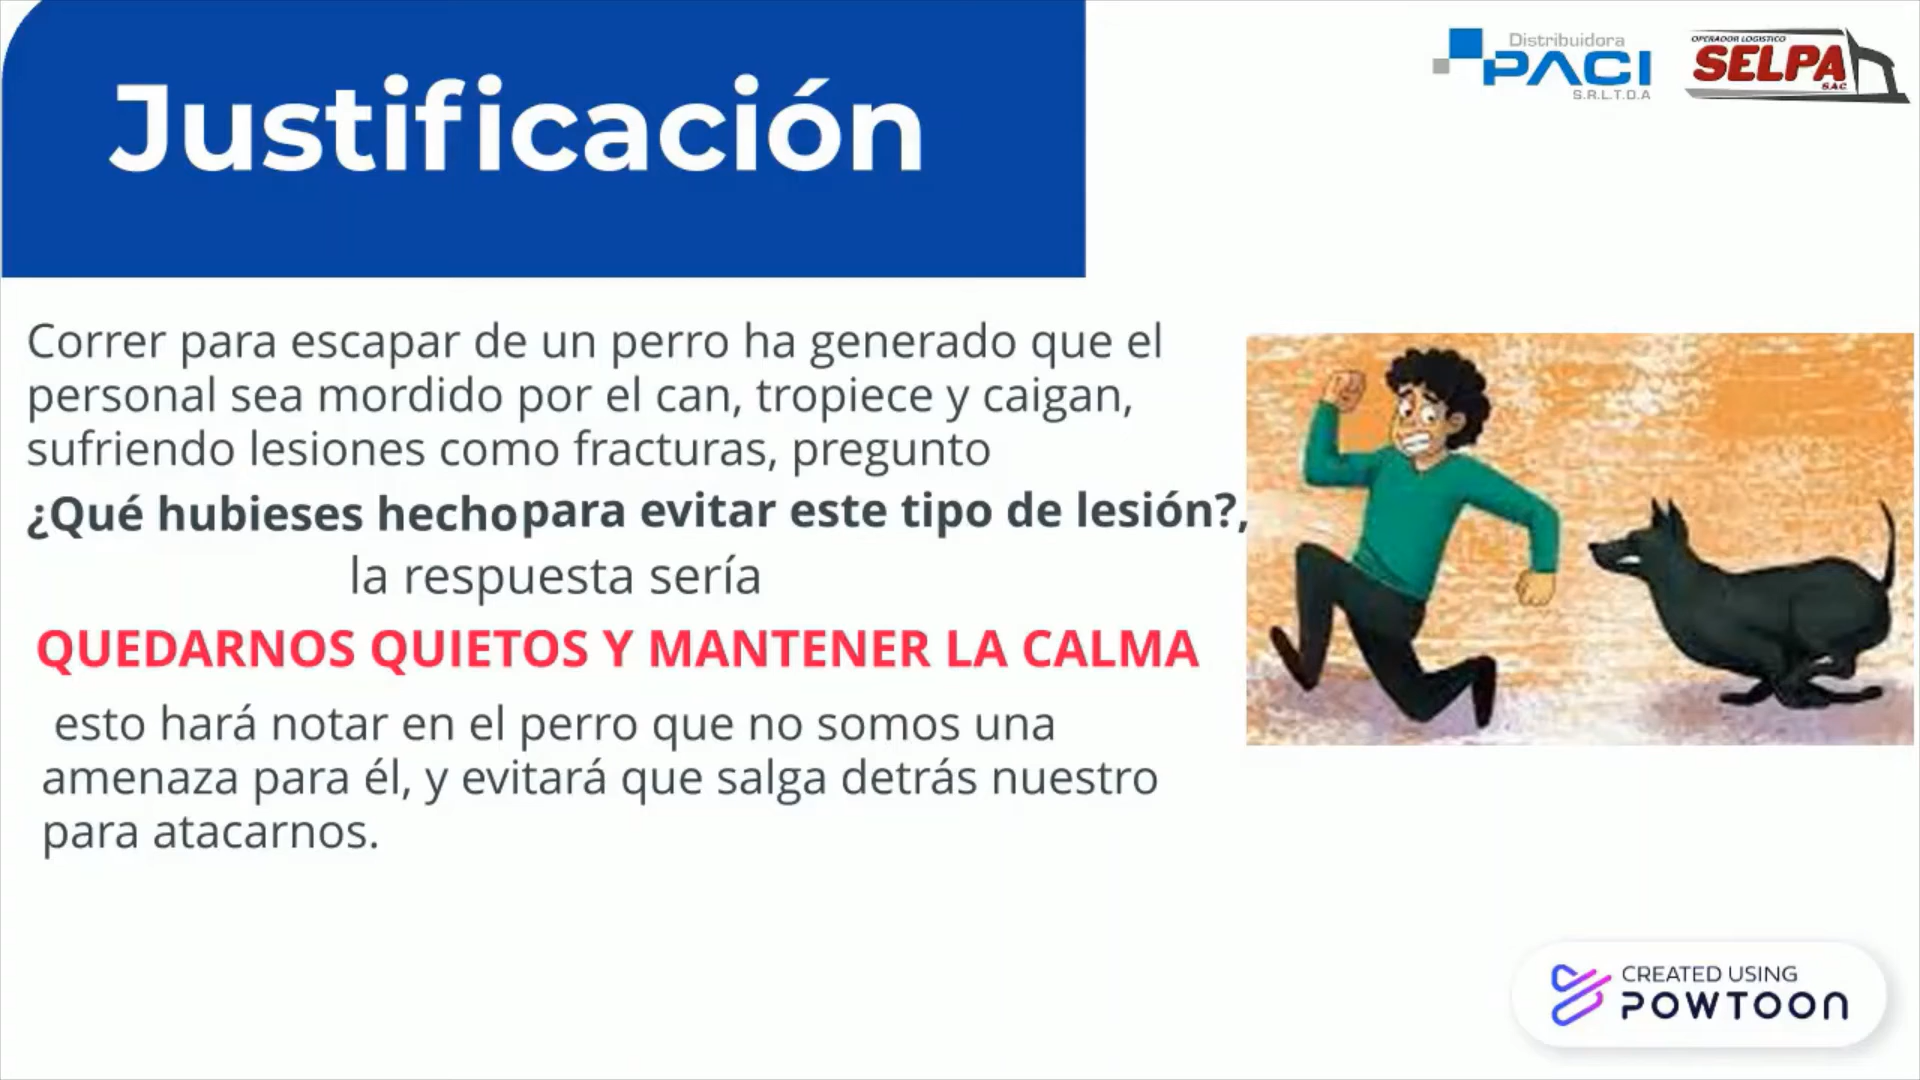 Justificación
Distribuidora
PACI
S.R.L.T.D.A
OPERADOR LOGISTICO
SELPA
SAC
Correr para escapar de un perro ha generado que el
personal sea mordido por el can, tropiece y caigan,
sufriendo lesiones como fracturas, pregunto
¿Qué hubieses hecho para evitar este tipo de lesión?,
la respuesta sería
QUEDARNOS QUIETOS Y MANTENER LA CALMA
esto hará notar en el perro que no somos una
amenaza para él, y evitará que salga detrás nuestro
para atacarnos.
CREATED USING
POWTOON